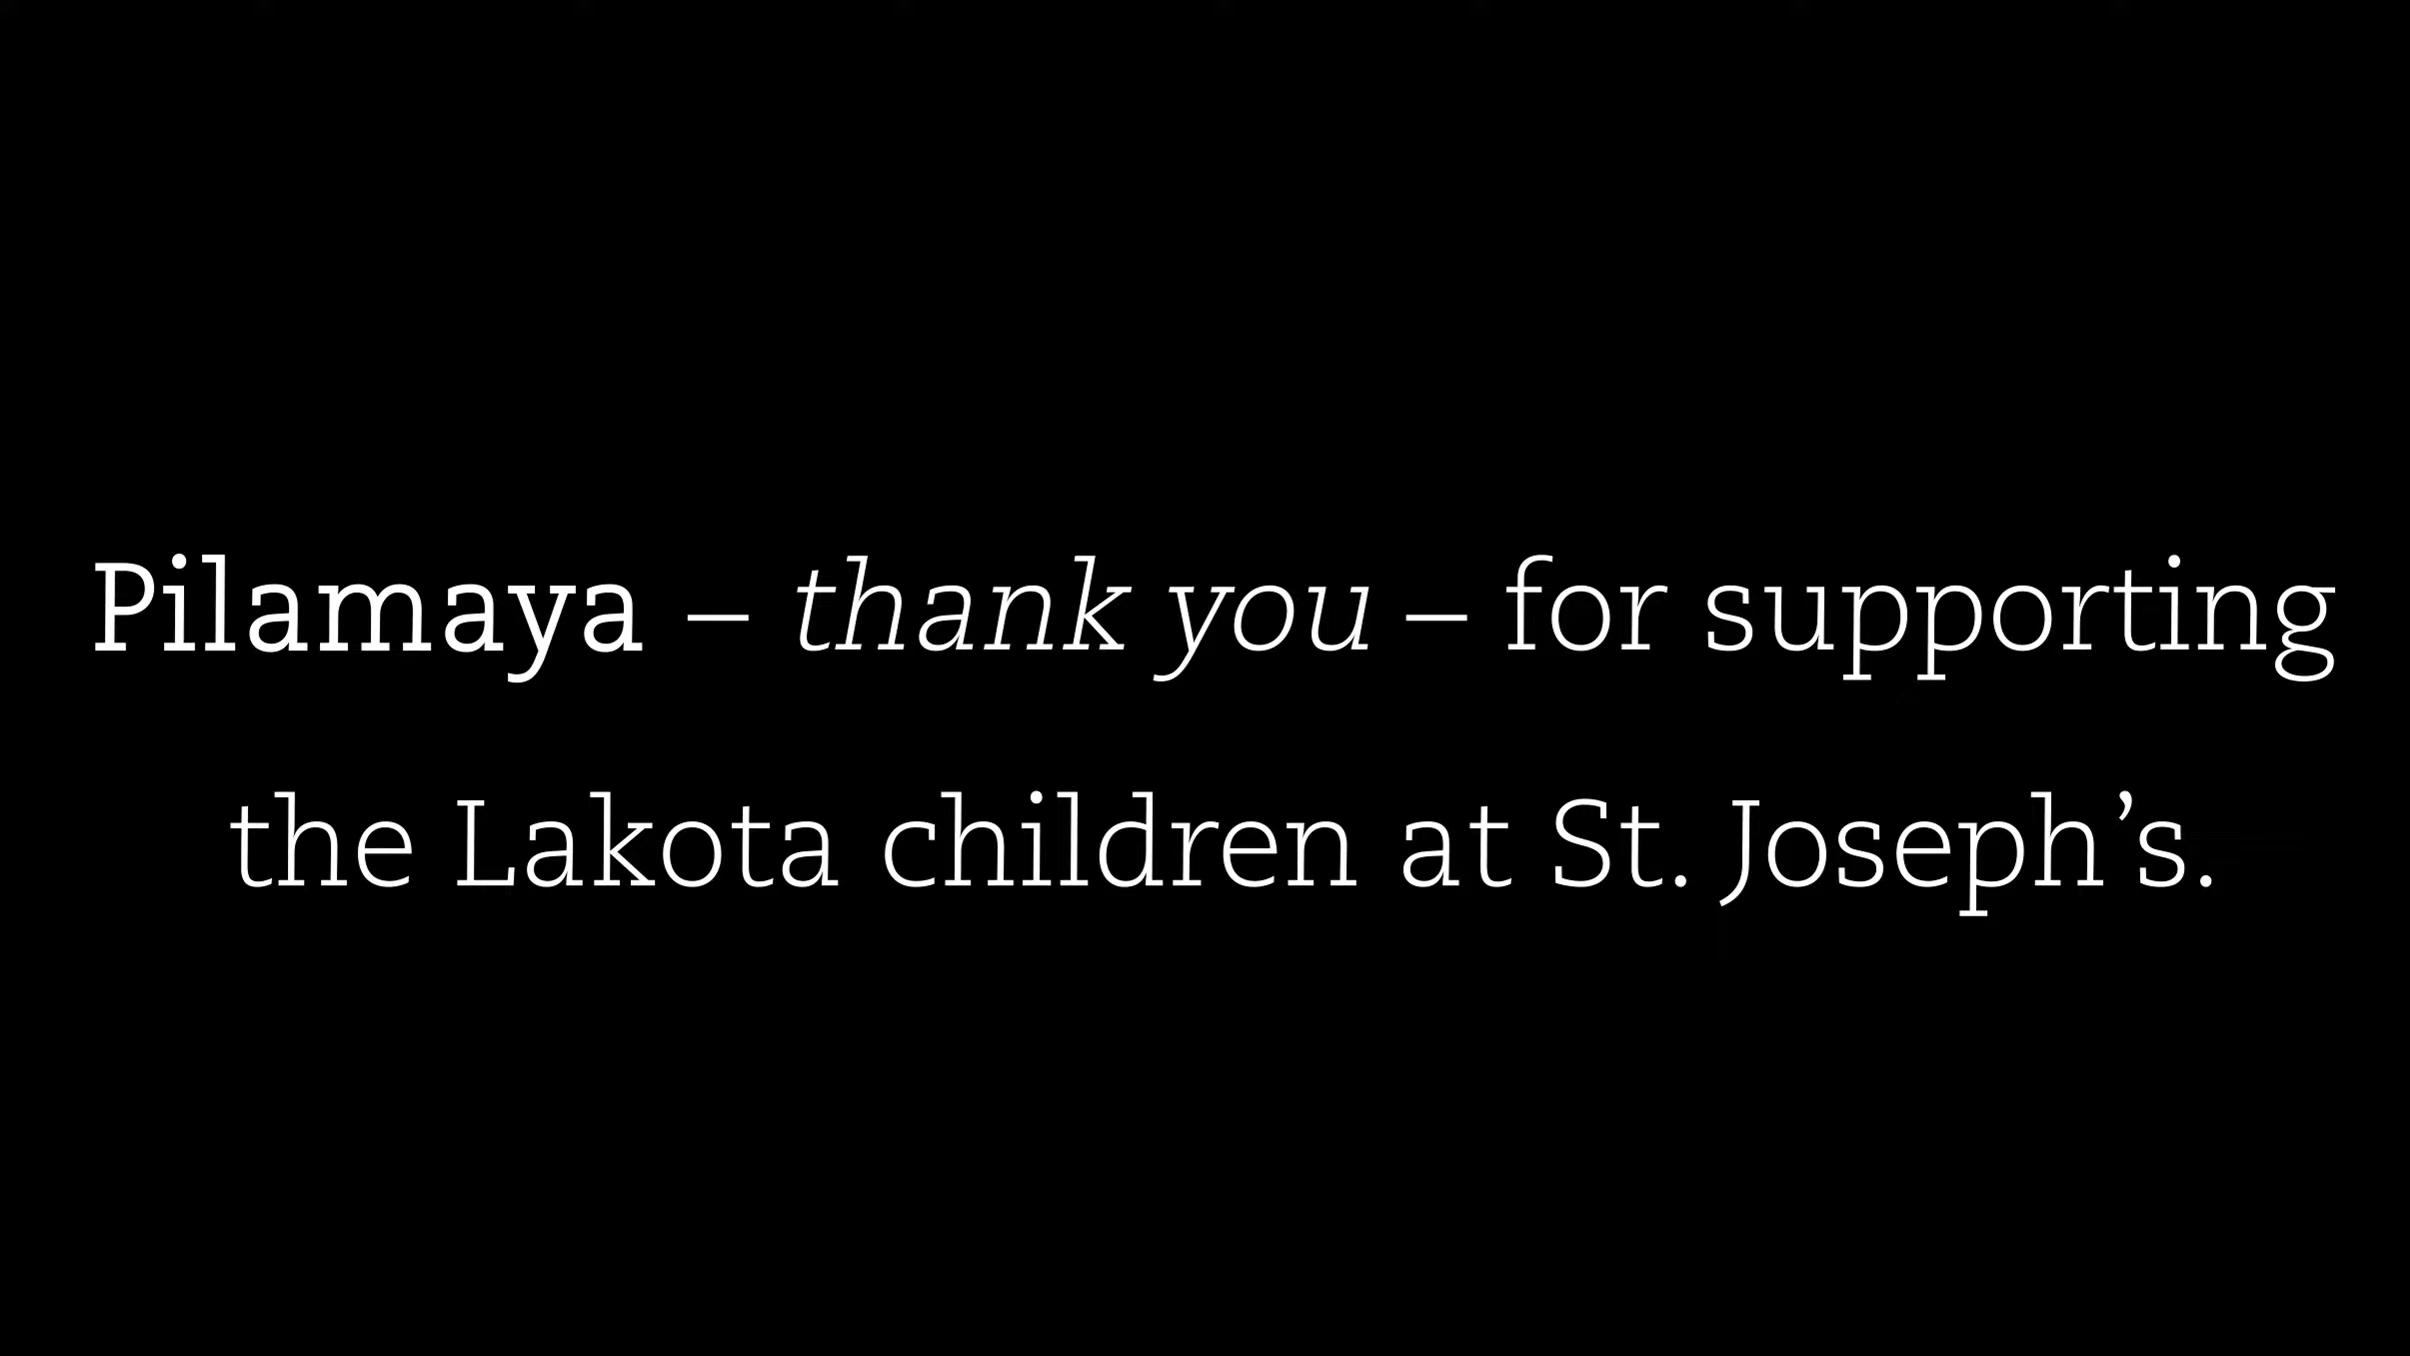 Pilamaya – thank you – for supporting
the Lakota children at St. Joseph’s.